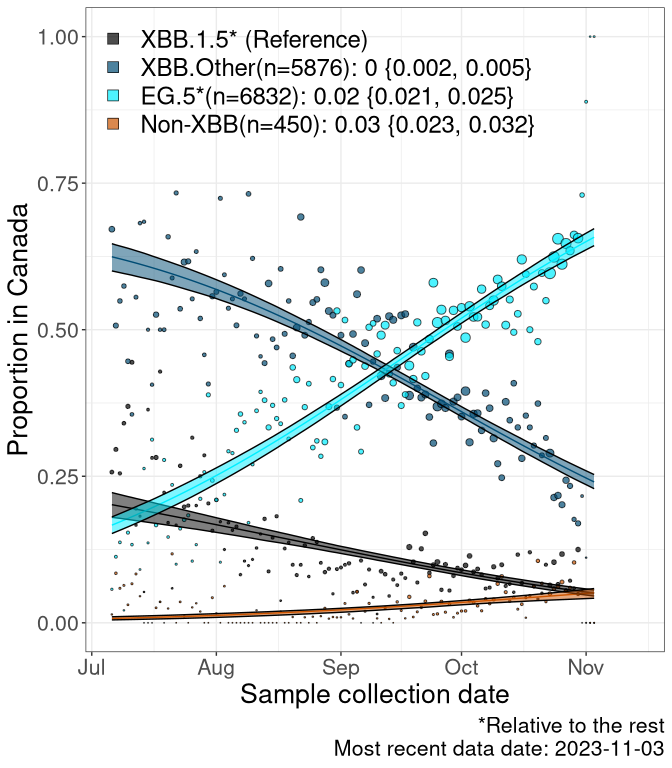 1.00
0.75
0.50
0.25
0.00
Proportion in Canada
XBB.1.5* (Reference)
XBB.Other(n=5876): 0 {0.002, 0.005}
EG.5*(n=6832): 0.02 {0.021, 0.025}
Non-XBB(n=450): 0.03 {0.023, 0.032}
Jul Aug Sep Oct Nov
Sample collection date
*Relative to the rest
Most recent data date: 2023-11-03